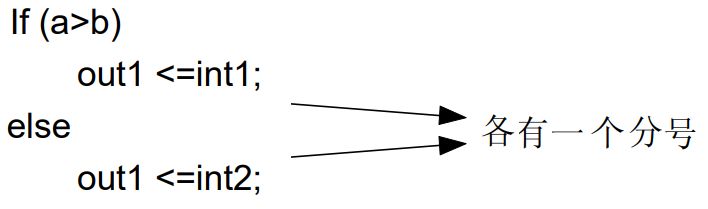 If (a>b)
out1 <=int1;
else
各有一个分号
out1 <=int2;